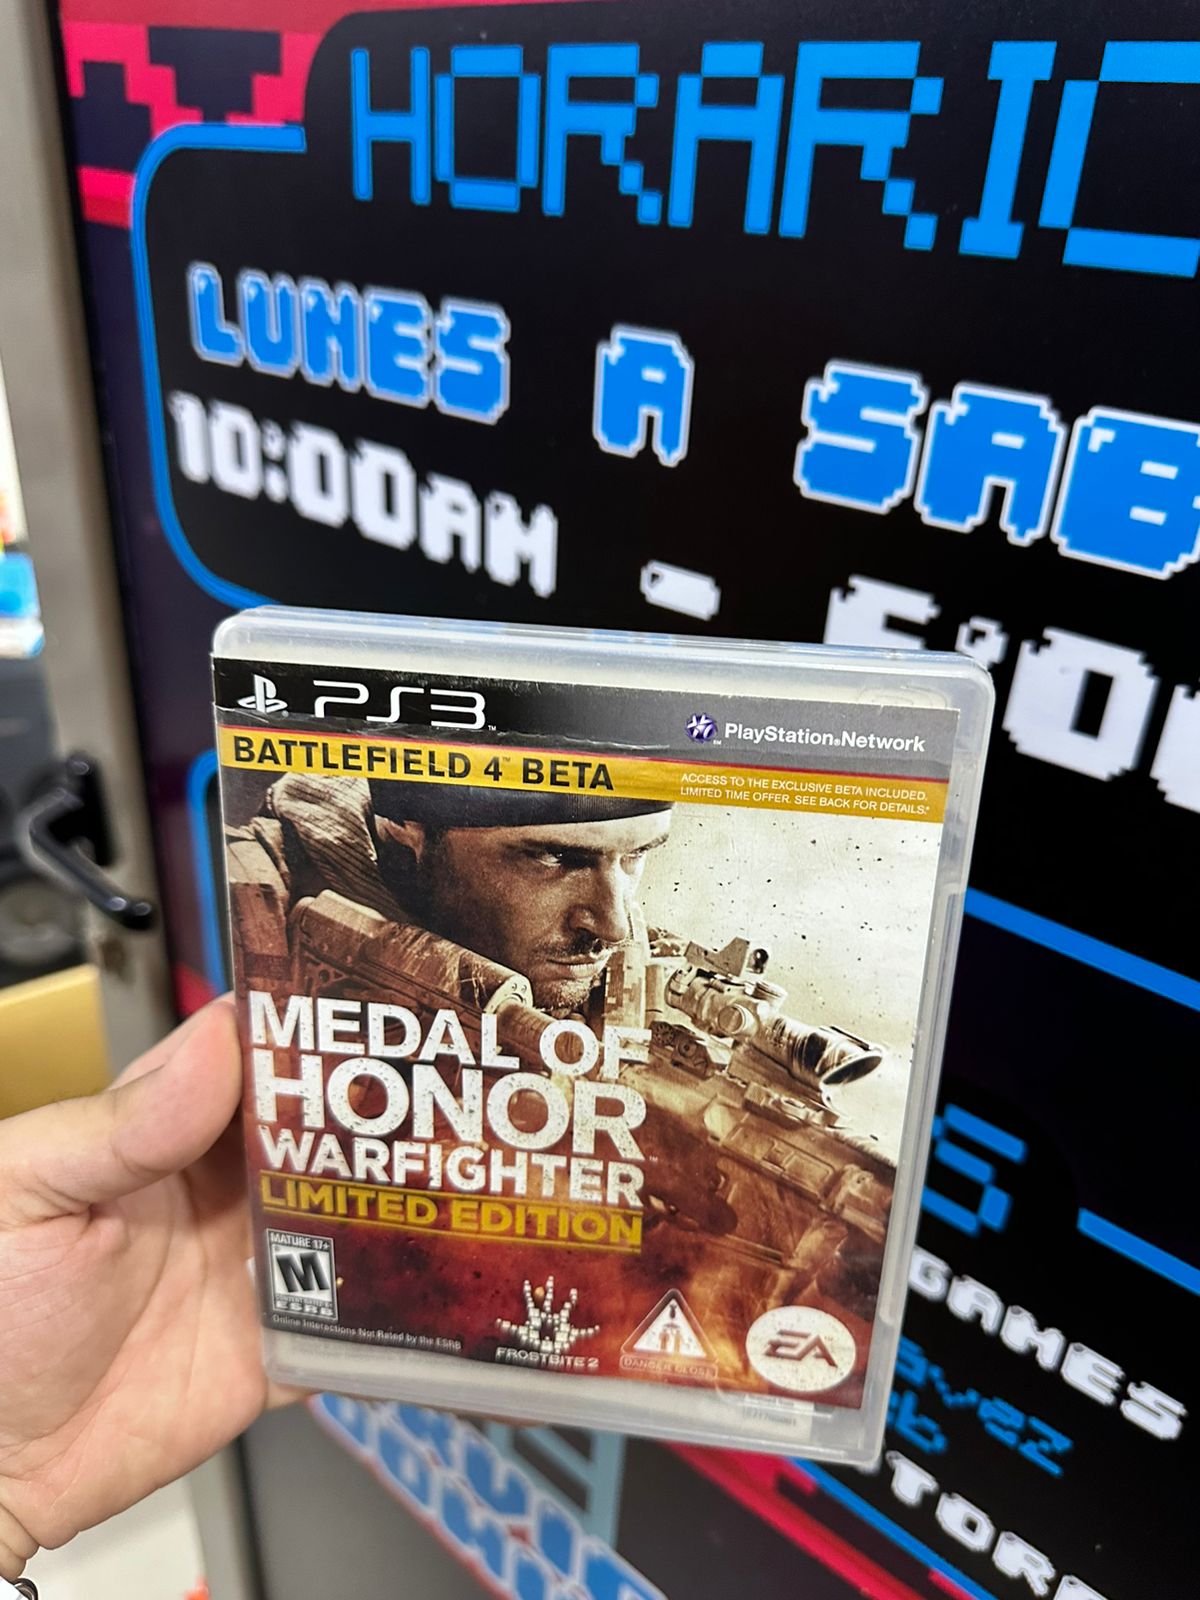 HORARIO
LUNES A SAB
10:00AM -
PS3
PlayStation®Network
BATTLEFIELD 4™ BETA
ACCESS TO THE EXCLUSIVE BETA INCLUDED.
LIMITED TIME OFFER. SEE BACK FOR DETAILS.*
MEDAL OF
HONOR
WARFIGHTER™
LIMITED EDITION
MATURE 17+
M
ESRB
Online Interactions Not Rated by the ESRB
FROSTBITE 2
DANGER CLOSE
EA
GAMES